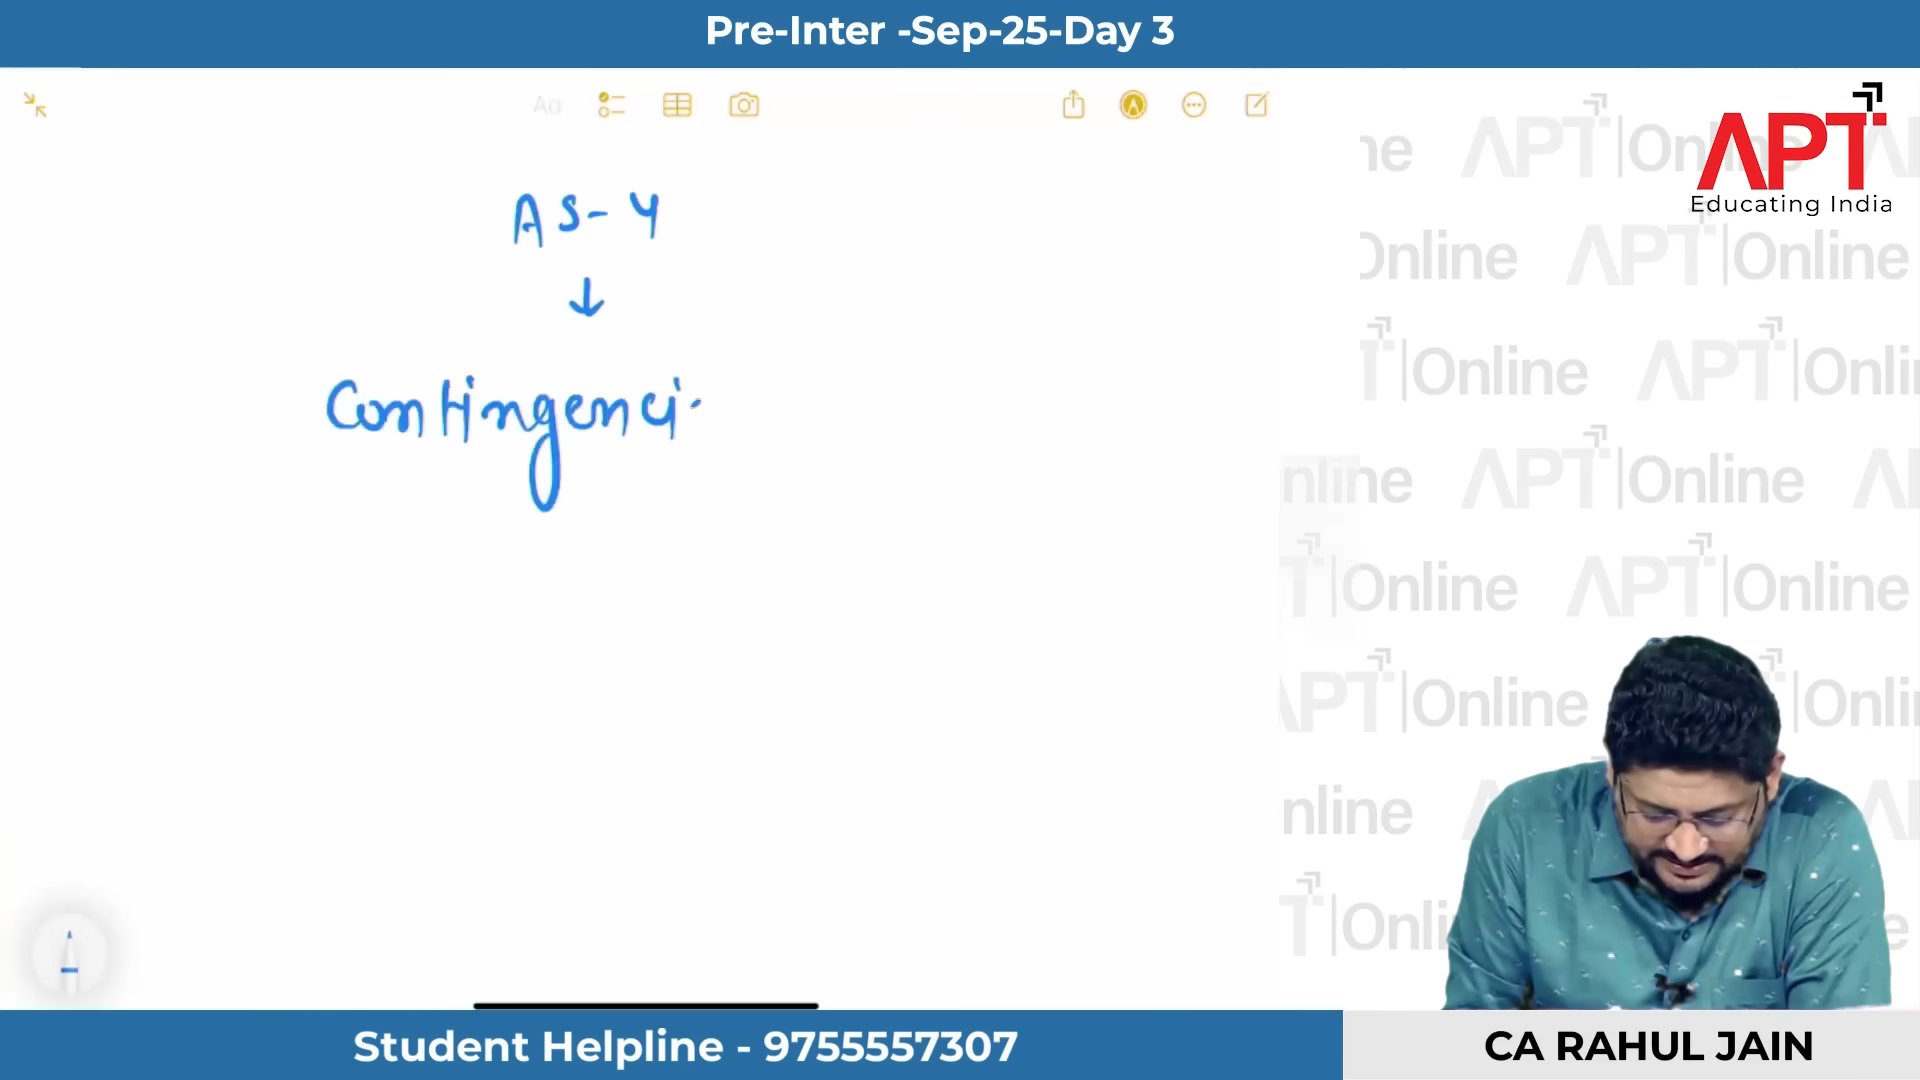 Pre-Inter -Sep-25-Day 3
Aa
APT
Educating India
AS-4
↓
Contingenci
APT|Online
Student Helpline - 9755557307
CA RAHUL JAIN